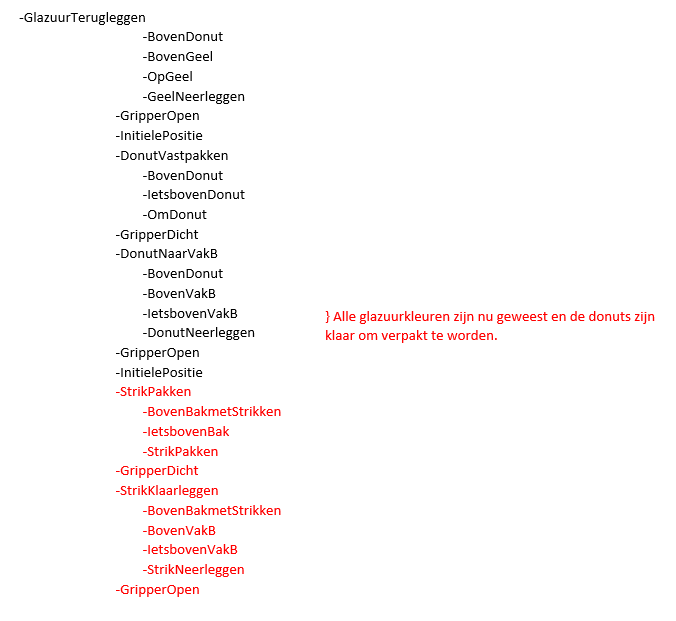 -GlazuurTerugleggen
-BovenDonut
-BovenGeel
-OpGeel
-GeelNeerleggen
-GripperOpen
-InitielePositie
-DonutVastpakken
-BovenDonut
-IetsbovenDonut
-OmDonut
-GripperDicht
-DonutNaarVakB
-BovenDonut
-BovenVakB
-IetsbovenVakB
-DonutNeerleggen
} Alle glazuurkleuren zijn nu geweest en de donuts zijn
klaar om verpakt te worden.
-GripperOpen
-InitielePositie
-StrikPakken
-BovenBakmetStrikken
-IetsbovenBak
-StrikPakken
-GripperDicht
-StrikKlaarleggen
-BovenBakmetStrikken
-BovenVakB
-IetsbovenVakB
-StrikNeerleggen
-GripperOpen